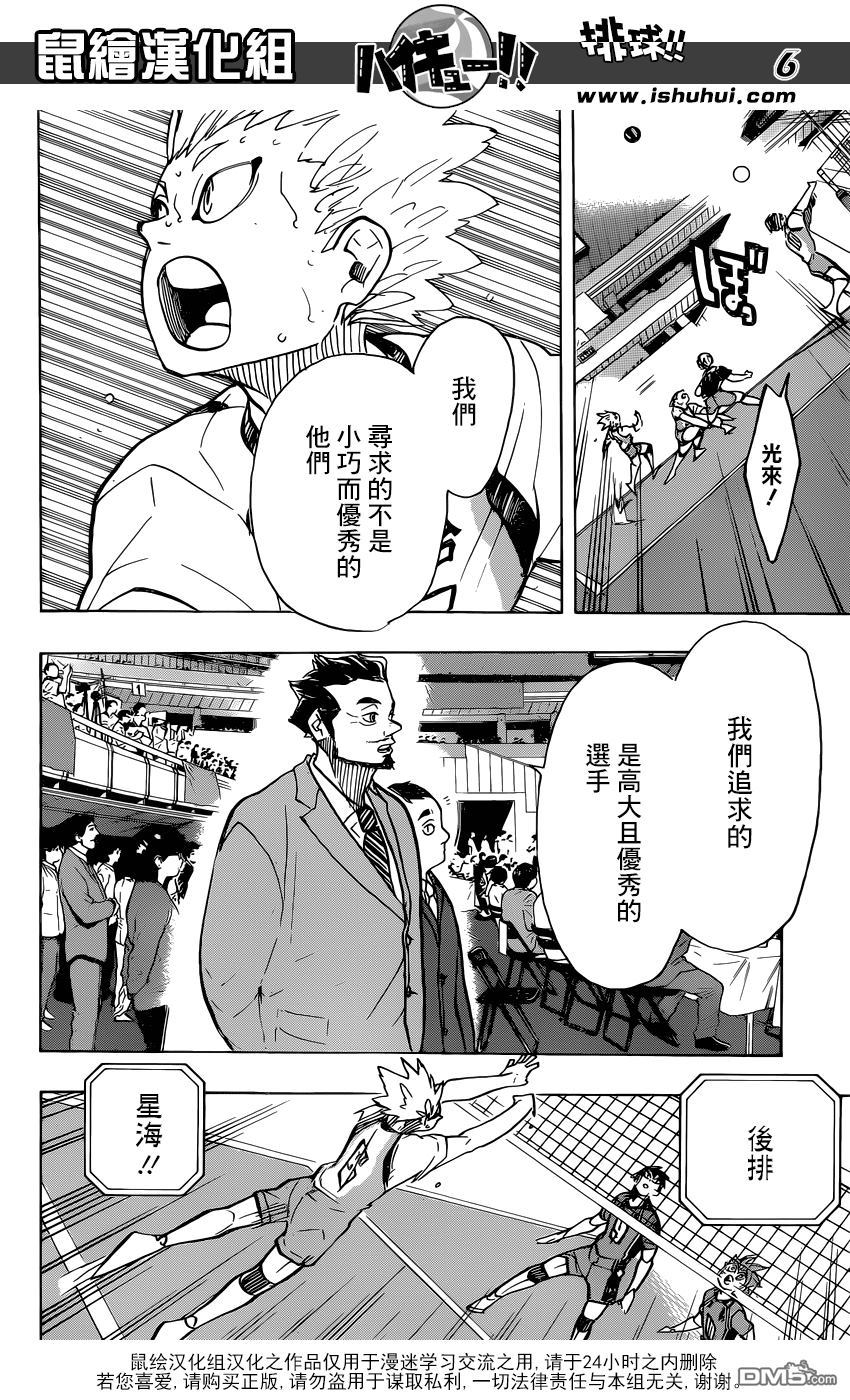 鼠繪漢化組
ハイキュー!!
排球!!
6
www.ishuhui.com
光來!
ぼっ
我們
尋求的不是
小巧而優秀的
他們
我們追求的
是高大且優秀的
選手
1
後排
星海!!
鼠绘汉化组汉化之作品仅用于漫迷学习交流之用, 请于24小时之内删除
若您喜爱, 请购买正版, 请勿盗用于谋取私利, 一切法律责任与本组无关, 谢谢。
DM5.com